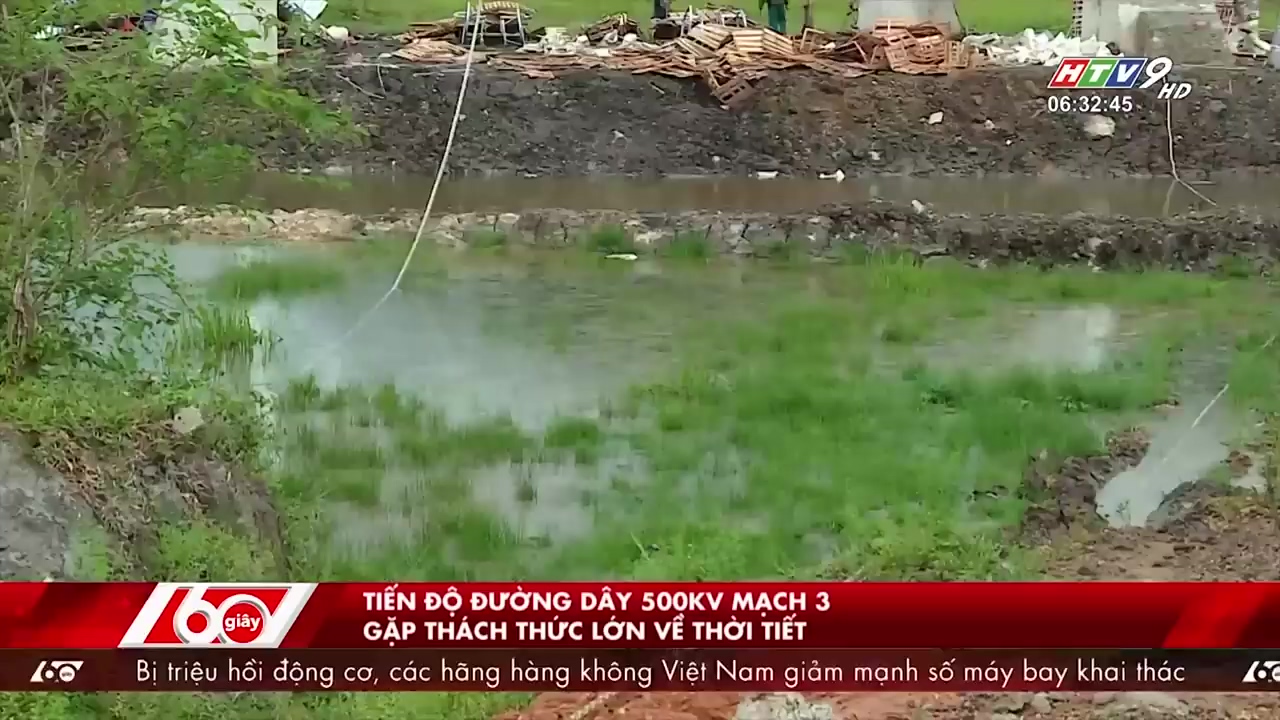 HTV9 HD
06:32:45
60 giây
TIẾN ĐỘ ĐƯỜNG DÂY 500KV MẠCH 3
GẶP THÁCH THỨC LỚN VỀ THỜI TIẾT
60 giây Bị triệu hồi động cơ, các hãng hàng không Việt Nam giảm mạnh số máy bay khai thác